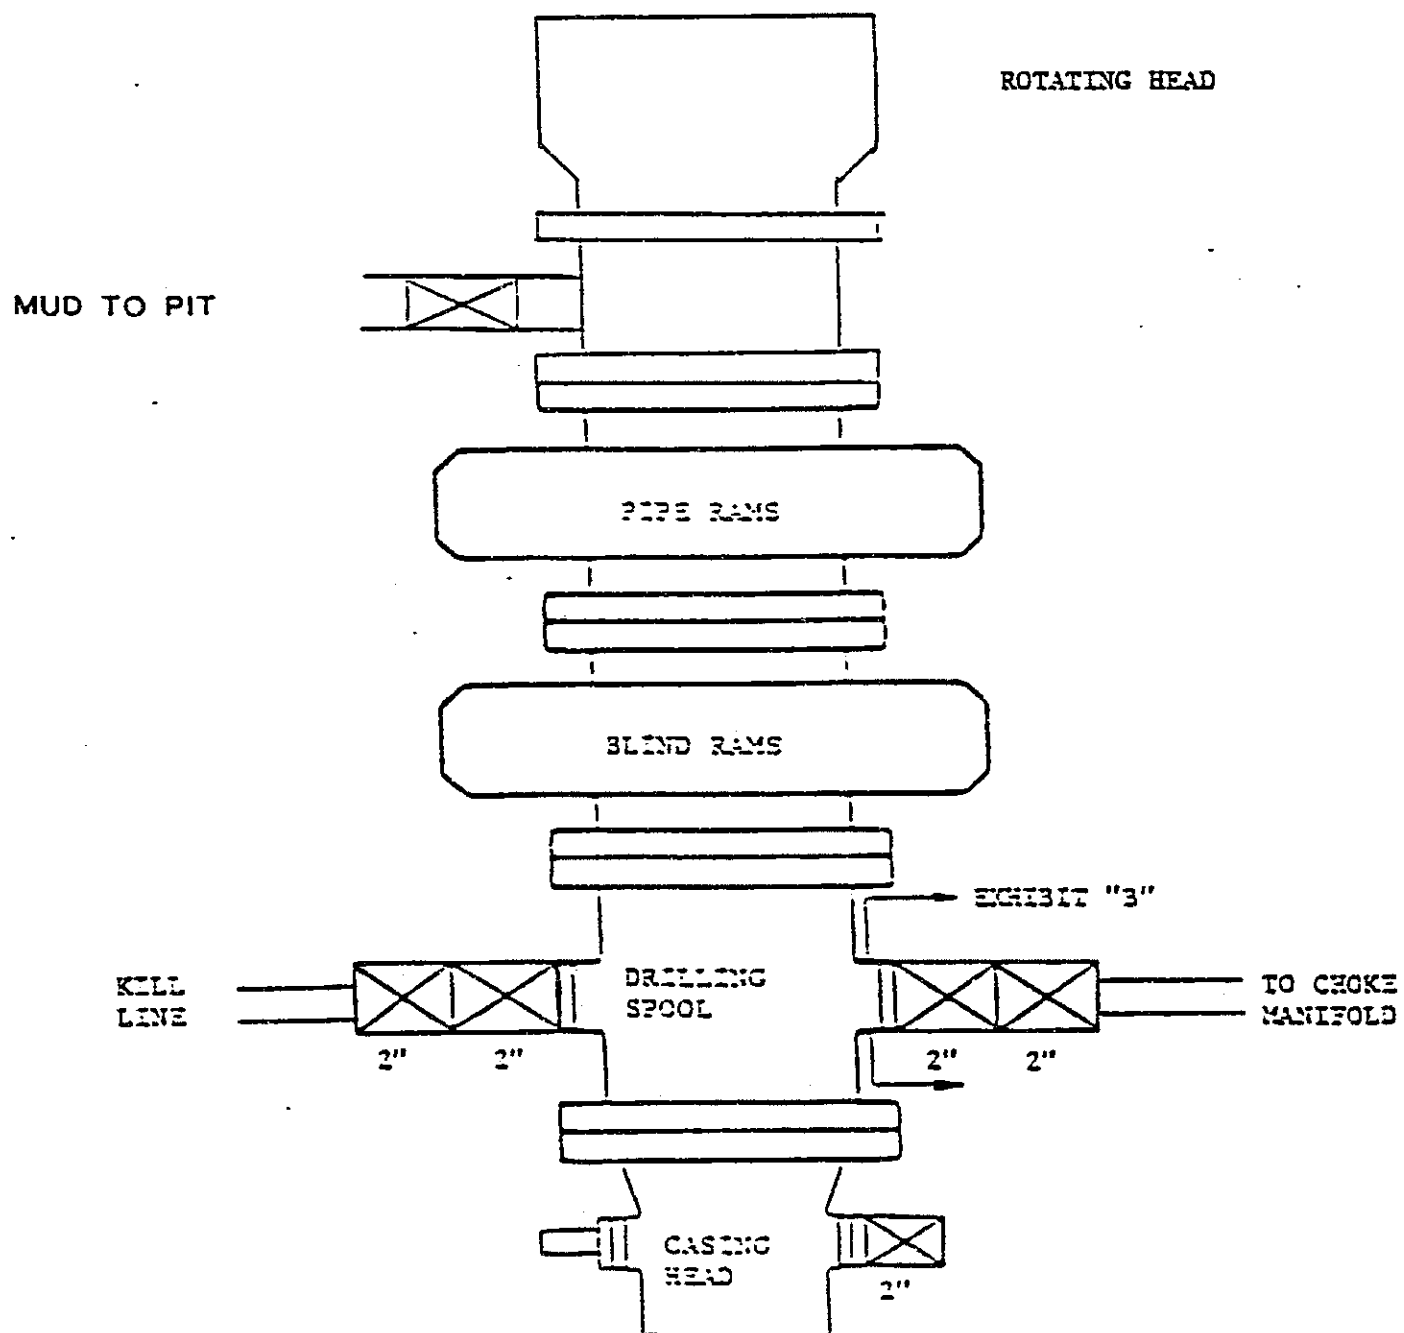 ROTATING HEAD
MUD TO PIT
PIPE RAMS
BLIND RAMS
EXHIBIT "B"
KILL
LINE
DRILLING
SPOOL
TO CHOKE
MANIFOLD
2" 2" 2" 2"
CASING
HEAD
2"